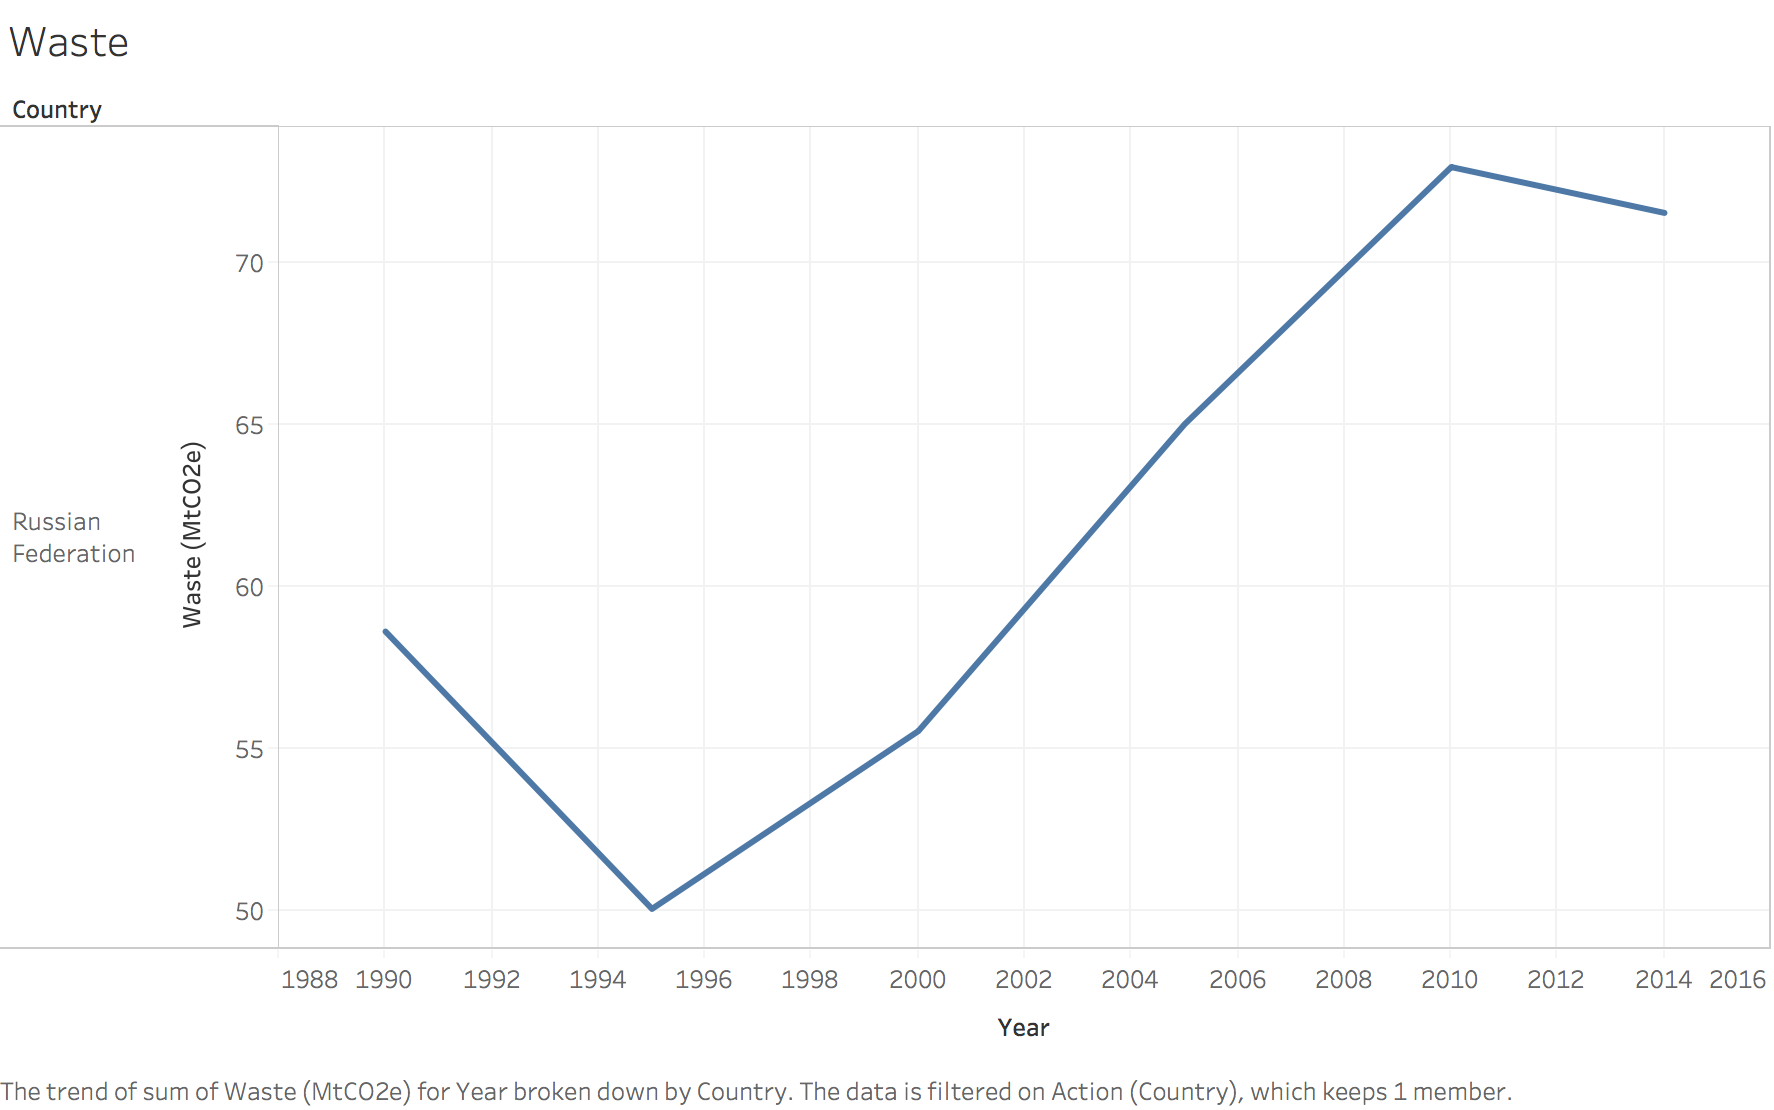 Waste
Country
Russian
Federation
Waste (MtCO2e)
70
65
60
55
50
1988 1990 1992 1994 1996 1998 2000 2002 2004 2006 2008 2010 2012 2014 2016
Year
The trend of sum of Waste (MtCO2e) for Year broken down by Country. The data is filtered on Action (Country), which keeps 1 member.